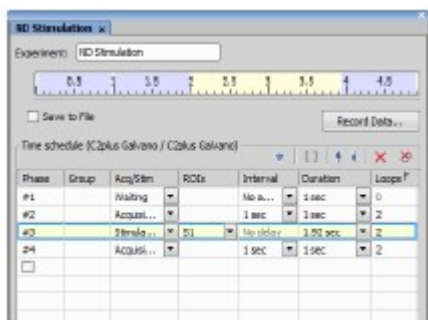 ND Stimulation
Experiment: ND Stimulation
0.5 1 1.5 2 2.5 3 3.5 4 4.5
Save to File
Record Data...
Time schedule (C2plus Galvano / C2plus Galvano)
Phase Group Acq/Stim ROIs Interval Duration Loops
#1 Waiting No a... 1 sec 0
#2 Acquisi... 1 sec 1 sec 2
#3 Stimula... S1 No delay 1.92 sec 2
#4 Acquisi... 1 sec 1 sec 2